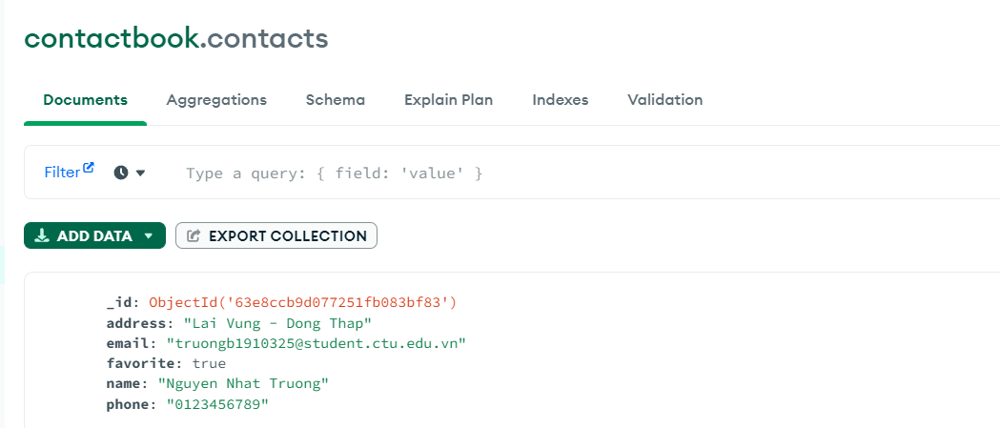 contactbook.contacts
Documents Aggregations Schema Explain Plan Indexes Validation
Filter Type a query: { field: 'value' }
ADD DATA EXPORT COLLECTION
_id: ObjectId('63e8ccb9d077251fb083bf83')
address: "Lai Vung - Dong Thap"
email: "truongb1910325@student.ctu.edu.vn"
favorite: true
name: "Nguyen Nhat Truong"
phone: "0123456789"